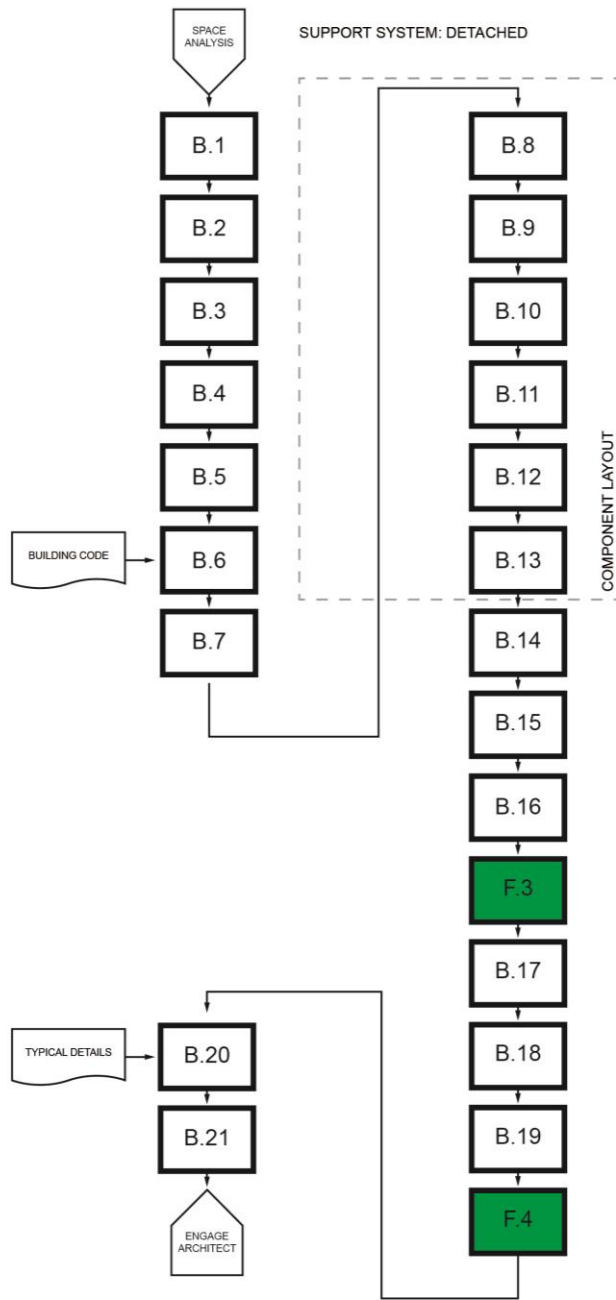 SPACE
ANALYSIS
SUPPORT SYSTEM: DETACHED
B.1
B.2
B.3
B.4
B.5
BUILDING CODE
B.6
B.7
B.8
B.9
B.10
B.11
B.12
B.13
COMPONENT LAYOUT
B.14
B.15
B.16
F.3
B.17
B.18
B.19
F.4
TYPICAL DETAILS
B.20
B.21
ENGAGE
ARCHITECT